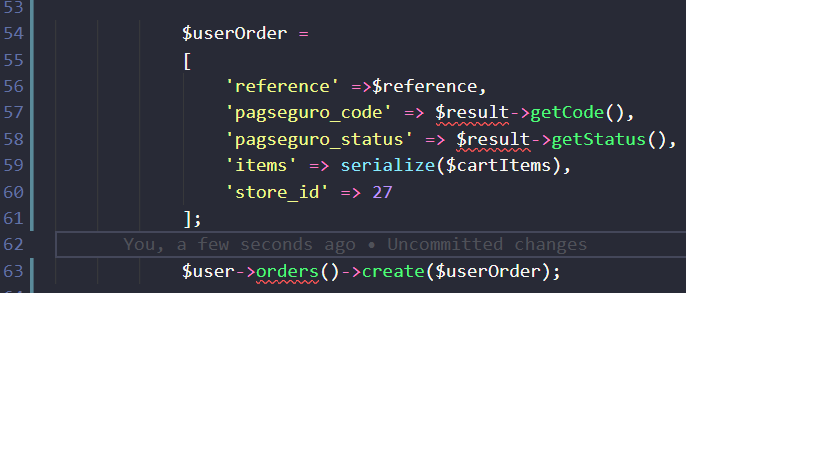 53
54 $userOrder =
55 [
56 'reference' =>$reference,
57 'pagseguro_code' => $result->getCode(),
58 'pagseguro_status' => $result->getStatus(),
59 'items' => serialize($cartItems),
60 'store_id' => 27
61 ];
62 You, a few seconds ago • Uncommitted changes
63 $user->orders()->create($userOrder);